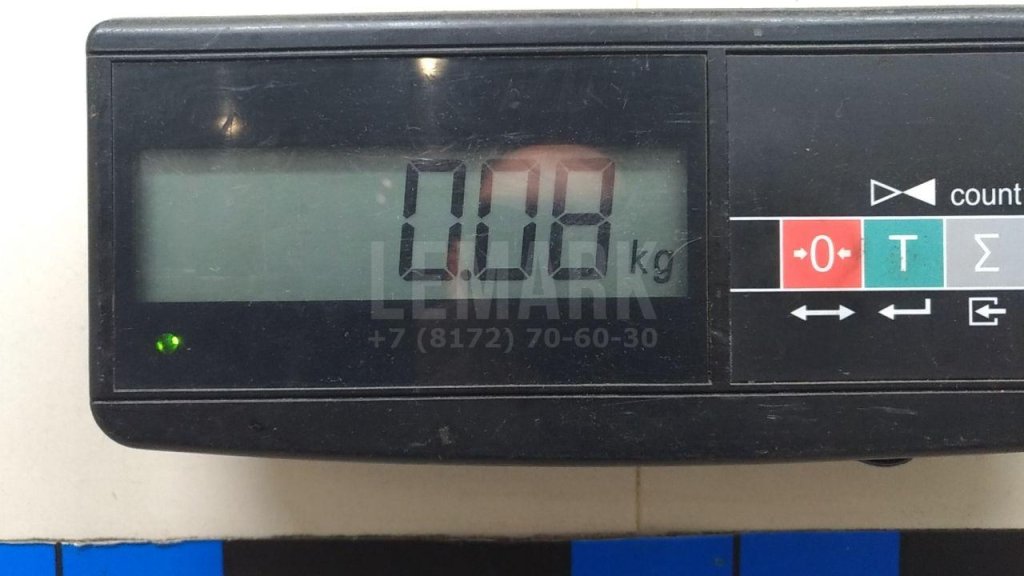 0.08 kg
count
→0← T Σ
LEMARK
+7 (8172) 70-60-30